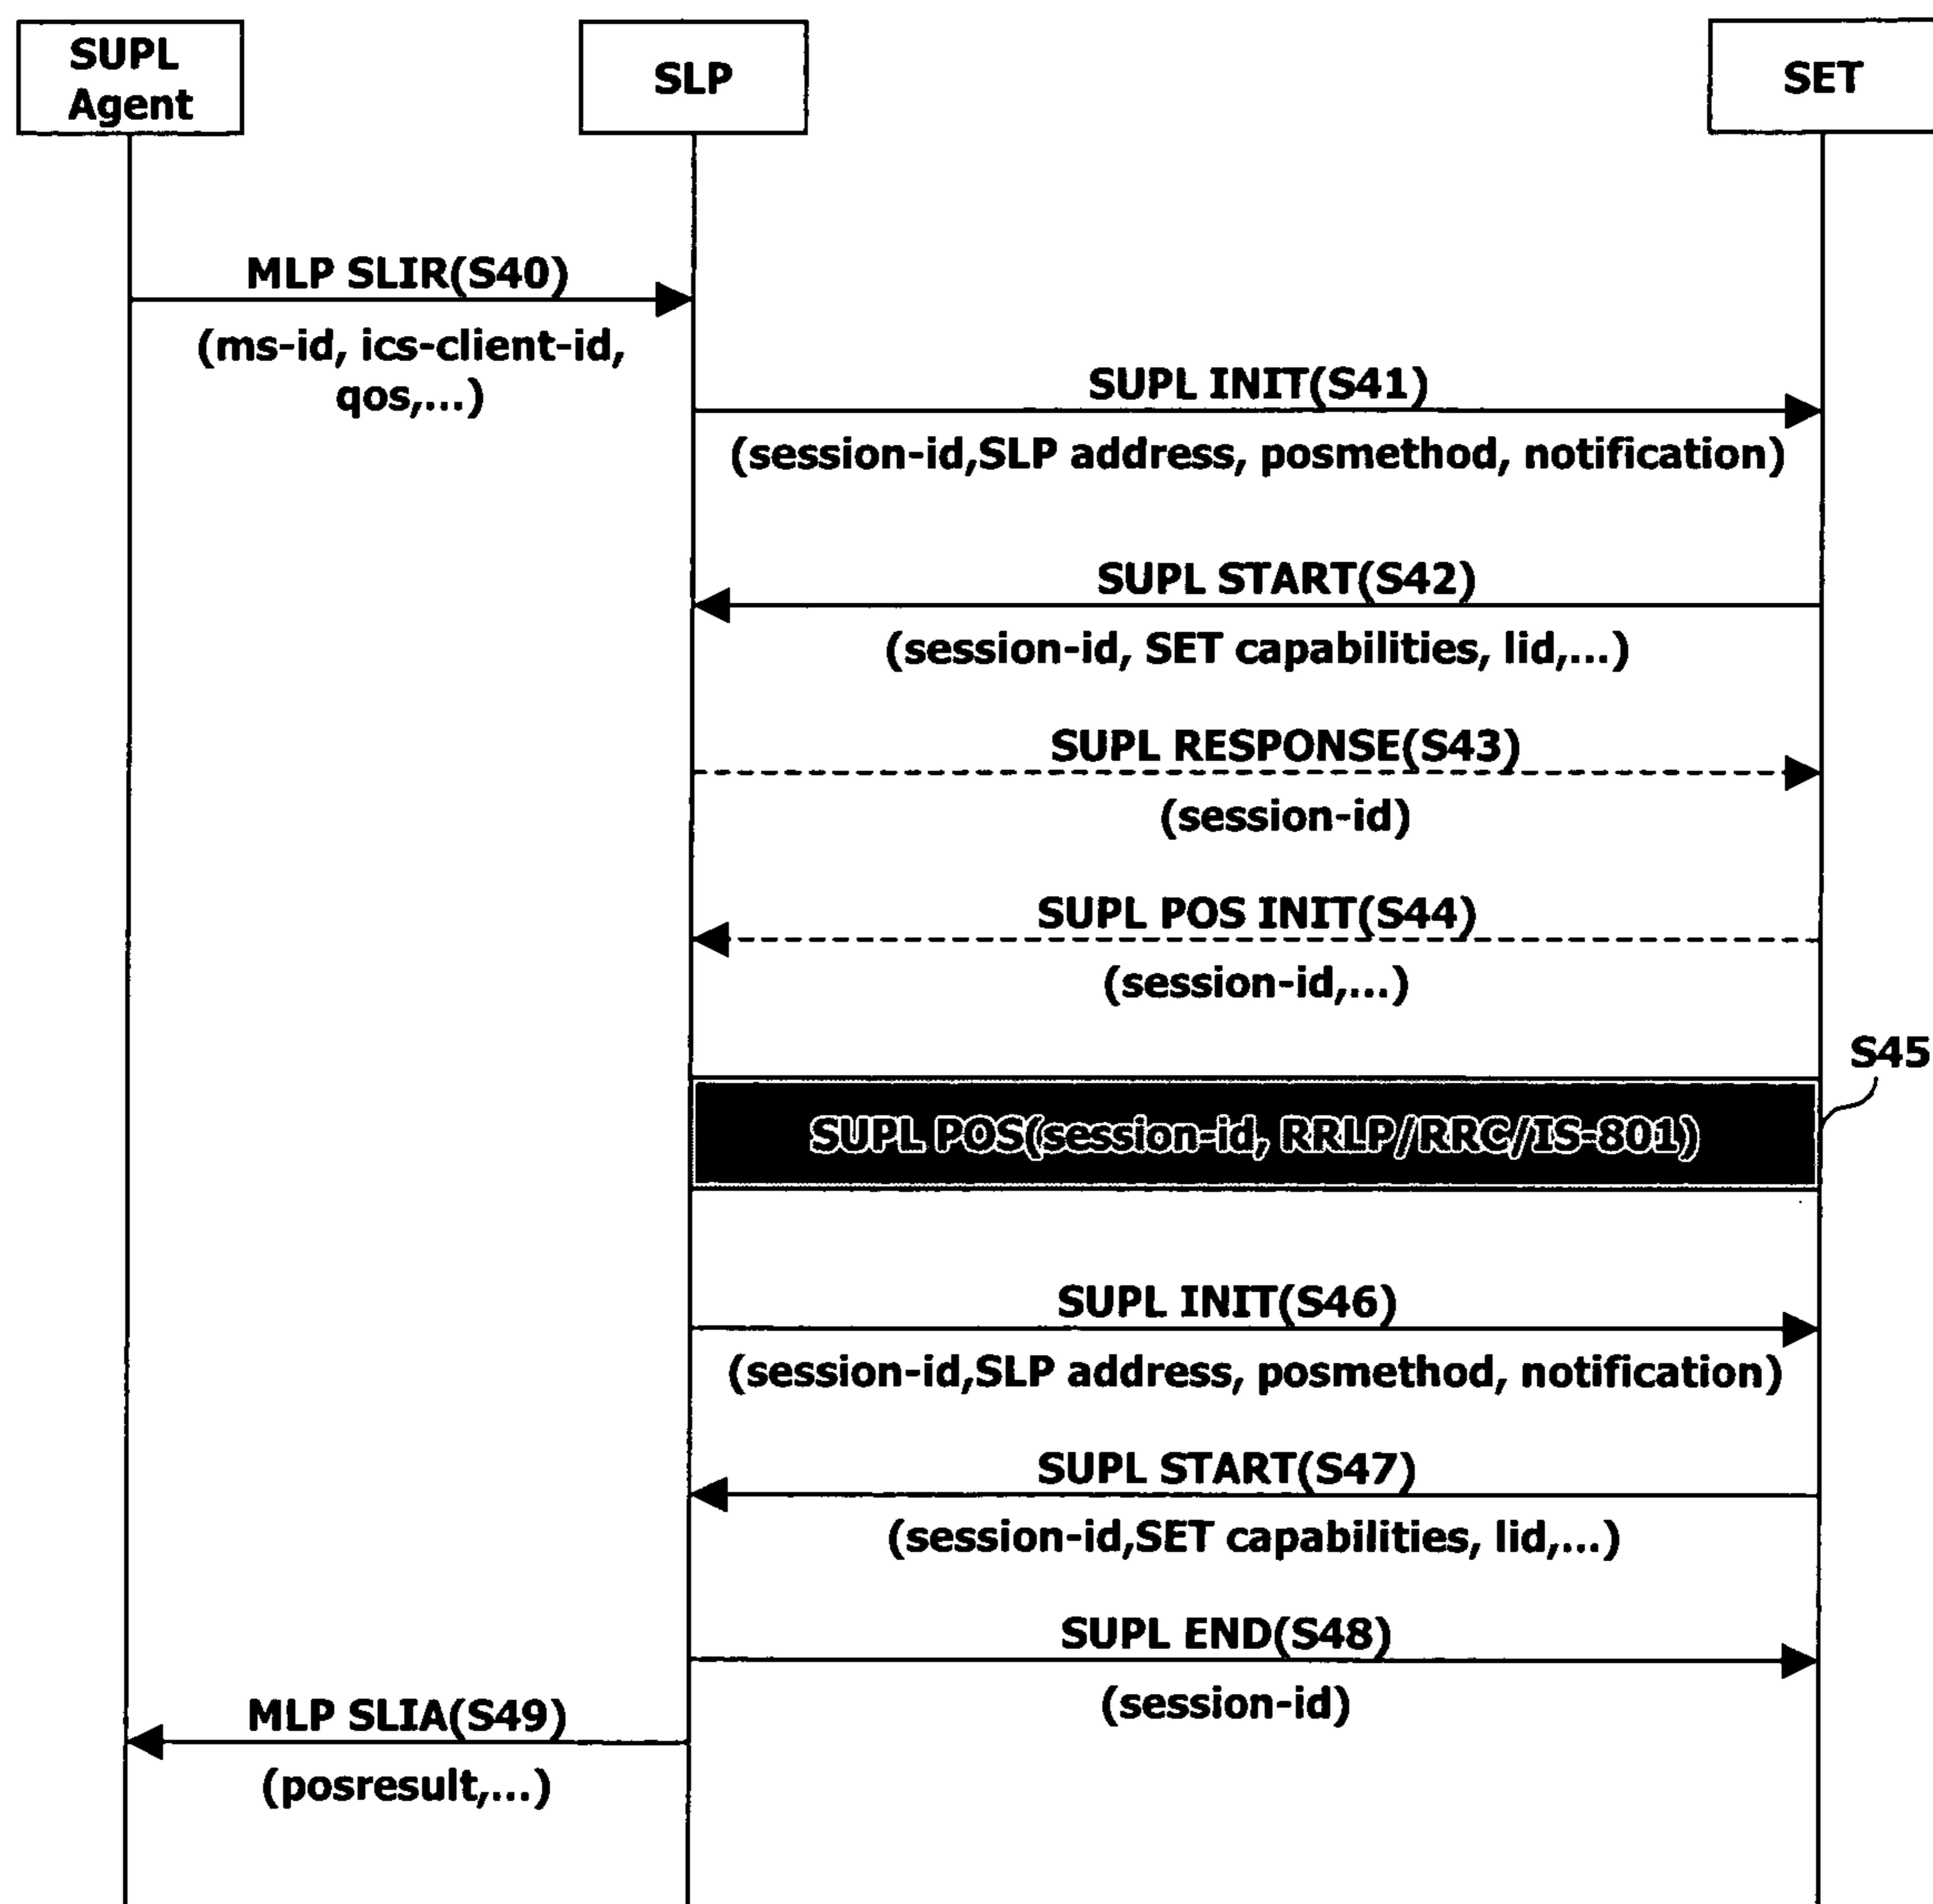 SUPL
Agent
SLP
SET
MLP SLIR(S40)
(ms-id, ics-client-id,
qos,...)
SUPL INIT(S41)
(session-id,SLP address, posmethod, notification)
SUPL START(S42)
(session-id, SET capabilities, lid,...)
SUPL RESPONSE(S43)
(session-id)
SUPL POS INIT(S44)
(session-id,...)
S45
SUPL POS(session-id, RRLP/RRC/IS-801)
SUPL INIT(S46)
(session-id,SLP address, posmethod, notification)
SUPL START(S47)
(session-id,SET capabilities, lid,...)
SUPL END(S48)
(session-id)
MLP SLIA(S49)
(posresult,...)